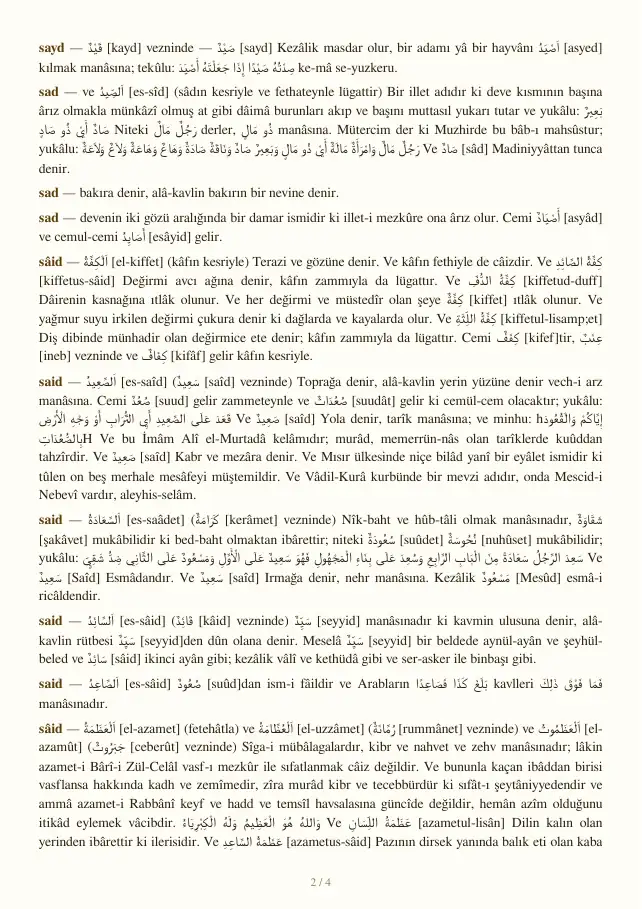 sayd — قَيْدٌ [kayd] vezninde — صَيْدٌ [sayd] Kezâlik masdar olur, bir adamı yâ bir hayvânı أَصْيَدُ [asyed]
kılmak manâsına; tekûlu: صِدْتُهُ صَيْدًا إِذَا جَعَلْتَهُ أَصْيَدَ ke-mâ se-yuzkeru.
sad — ve اَلصِّيدُ [es-sîd] (sâdın kesriyle ve fethateynle lügattir) Bir illet adıdır ki deve kısmının başına
ârız olmakla münkâzî olmuş at gibi dâima burunları akıp ve başını muttasıl yukarı tutar ve yukâlu: بَعِيرٌ
صَادٌ أَيْ ذُو صَادٍ Niteki رَجُلٌ مَالٌ derler, ذُو مَالٍ manâsına. Mütercim der ki Muzhirde bu bâb-ı mahsûstur;
yukâlu: رَجُلٌ مَالٌ وَامْرَأَةٌ مَالَةٌ أَيْ ذُو مَالٍ وَبَعِيرٌ صَادٌ وَنَاقَةٌ صَادَةٌ وَهَاعٌ وَهَاعَةٌ وَلاَعٌ وَلاَعَةٌ Ve صَادٌ [sâd] Madiniyyâttan tunca
denir.
sad — bakıra denir, alâ-kavlin bakırın bir nevine denir.
sad — devenin iki gözü aralığında bir damar ismidir ki illet-i mezkûre ona ârız olur. Cemi أَصْيَادٌ [asyâd]
ve cemul-cemi أَصَايِدُ [esâyid] gelir.
sâid — اَلْكِفَّةُ [el-kiffet] (kâfın kesriyle) Terazi ve gözüne denir. Ve kâfın fethiyle de câizdir. Ve كِفَّةُ الصَّائِدِ
[kiffetus-sâid] Değirmi avcı ağına denir, kâfın zammıyla da lügattır. Ve كِفَّةُ الدُّفِّ [kiffetud-duff]
Dâirenin kasnağına ıtlâk olunur. Ve her değirmi ve müstedîr olan şeye كِفَّةٌ [kiffet] ıtlâk olunur. Ve
yağmur suyu irkilen değirmi çukura denir ki dağlarda ve kayalarda olur. Ve كِفَّةُ اللِّثَةِ [kiffetul-lisamp;et]
Diş dibinde münhadir olan değirmice ete denir; kâfın zammıyla da lügattır. Cemi كِفَفٌ [kifef]tir, عِنَبٌ
[ineb] vezninde ve كِفَافٌ [kifâf] gelir kâfın kesriyle.
said — اَلصَّعِيدُ [es-saîd] (صَعِيدٌ [saîd] vezninde) Toprağa denir, alâ-kavlin yerin yüzüne denir vech-i arz
manâsına. Cemi صُعُدٌ [suud] gelir zammeteynle ve صُعُدَاتٌ [suudât] gelir ki cemül-cem olacaktır; yukâlu:
قَعَدَ عَلَى الصَّعِيدِ أَيِ التُّرَابِ أَوْ وَجْهِ الْأَرْضِ Ve صَعِيدٌ [saîd] Yola denir, tarîk manâsına; ve minhu: hإِيَّاكُمْ وَالْقُعُودَ
بِالصُّعُدَاتِH Ve bu İmâm Alî el-Murtadâ kelâmıdır; murâd, memerrün-nâs olan tarîklerde kuûddan
tahzîrdir. Ve صَعِيدٌ [saîd] Kabr ve mezâra denir. Ve Mısır ülkesinde niçe bilâd yanî bir eyâlet ismidir ki
tûlen on beş merhale mesâfeyi müştemildir. Ve Vâdil-Kurâ kurbünde bir mevzi adıdır, onda Mescid-i
Nebevî vardır, aleyhis-selâm.
said — اَلسَّعَادَةُ [es-saâdet] (كَرَامَةٌ [kerâmet] vezninde) Nîk-baht ve hûb-tâli olmak manâsınadır, شَقَاوَةٌ
[şakâvet] mukâbilidir ki bed-baht olmaktan ibârettir; niteki سُعُودَةٌ [suûdet] نُحُوسَةٌ [nuhûset] mukâbilidir;
yukâlu: سَعِدَ الرَّجُلُ سَعَادَةً مِنَ الْبَابِ الرَّابِعِ وَسُعِدَ عَلَى بِنَاءِ الْمَجْهُولِ فَهُوَ سَعِيدٌ عَلَى الْأَوَّلِ وَمَسْعُودٌ عَلَى الثَّانِي ضِدُّ شَقِيَ Ve
سَعِيدٌ [Saîd] Esmâdandır. Ve سَعِيدٌ [saîd] Irmağa denir, nehr manâsına. Kezâlik مَسْعُودٌ [Mesûd] esmâ-i
ricâldendir.
said — اَلسَّائِدُ [es-sâid] (قَائِدٌ [kâid] vezninde) سَيِّدٌ [seyyid] manâsınadır ki kavmin ulusuna denir, alâ-
kavlin rütbesi سَيِّدٌ [seyyid]den dûn olana denir. Meselâ سَيِّدٌ [seyyid] bir beldede aynül-ayân ve şeyhül-
beled ve سَائِدٌ [sâid] ikinci ayân gibi; kezâlik vâlî ve kethüdâ gibi ve ser-asker ile binbaşı gibi.
said — اَلصَّاعِدُ [es-sâid] صُعُودٌ [suûd]dan ism-i fâildir ve Arabların بَلَغَ كَذَا فَصَاعِدًا kavlleri فَمَا فَوْقَ ذٰلِكَ
manâsınadır.
sâid — اَلْعَظَمَةُ [el-azamet] (fetehâtla) ve اَلْعُظَّامَةُ [el-uzzâmet] (رُمَّانَةٌ [rummânet] vezninde) ve اَلْعَظَمُوتُ [el-
azamût] (جَبَرُوتٌ [ceberût] vezninde) Sîga-i mübâlagalardır, kibr ve nahvet ve zehv manâsınadır; lâkin
azamet-i Bârî-i Zül-Celâl vasf-ı mezkûr ile sıfatlanmak câiz değildir. Ve bununla kaçan ibâddan birisi
vasflansa hakkında kadh ve zemîmedir, zîra murâd kibr ve tecebbürdür ki sıfât-ı şeytâniyyedendir ve
ammâ azamet-i Rabbânî keyf ve hadd ve temsîl havsalasına güncîde değildir, hemân azîm olduğunu
itikâd eylemek vâcibdir. وَاللهُ هُوَ الْعَظِيمُ وَلَهُ الْكِبْرِيَاءُ Ve عَظَمَةُ اللِّسَانِ [azametul-lisân] Dilin kalın olan
yerinden ibârettir ki ilerisidir. Ve عَظَمَةُ السَّاعِدِ [azametus-sâid] Pazının dirsek yanında balık eti olan kaba
2 / 4